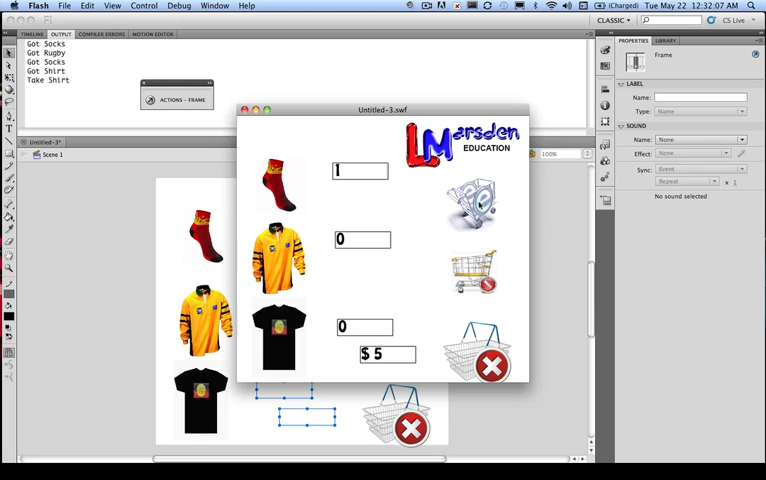 Flash File Edit View Control Debug Window Help (Charged) Tue May 22 12:32:07 AM
CLASSIC CS Live
TIMELINE OUTPUT COMPILER ERRORS MOTION EDITOR
PROPERTIES LIBRARY
Got Socks
Got Rugby
Got Socks
Got Shirt
Take Shirt
Frame
ACTIONS - FRAME
LABEL
Name:
Type: Name
SOUND
Name: None
Effect: None
Sync: Event
Repeat x 1
No sound selected
Untitled-3*
Scene 1
100%
Untitled-3.swf
LMarsden
EDUCATION
1
0
0
$ 5